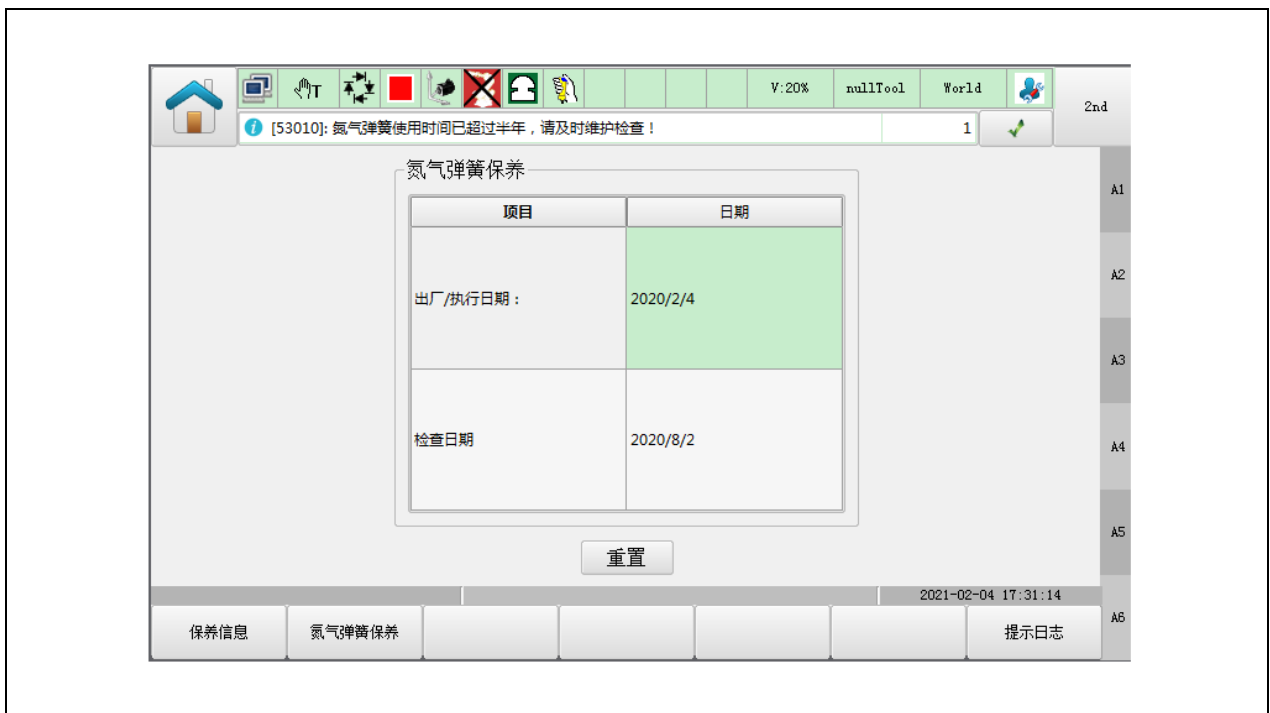 T
V:20%
nullTool
World
2nd
[53010]: 氮气弹簧使用时间已超过半年，请及时维护检查！
1
氮气弹簧保养
项目
日期
出厂/执行日期：
2020/2/4
检查日期
2020/8/2
重置
A1
A2
A3
A4
A5
A6
2021-02-04 17:31:14
保养信息
氮气弹簧保养
提示日志